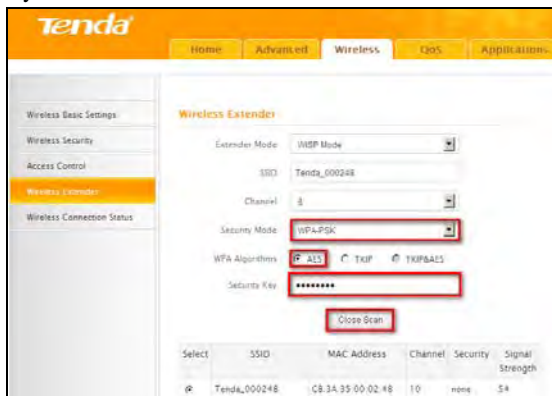 Tenda
Home Advanced Wireless QoS Applications
Wireless Basic Settings
Wireless Security
Access Control
Wireless Extender
Wireless Connection Status
Wireless Extender
Extender Mode WISP Mode
SSID Tenda_000248
Channel
Security Mode WPA-PSK
WPA Algorithms AES TKIP TKIP&AES
Security Key ••••••••
Close Scan
Select SSID MAC Address Channel Security Signal Strength
Tenda_000248 C8:3A:35:00:02:48 10 none 54